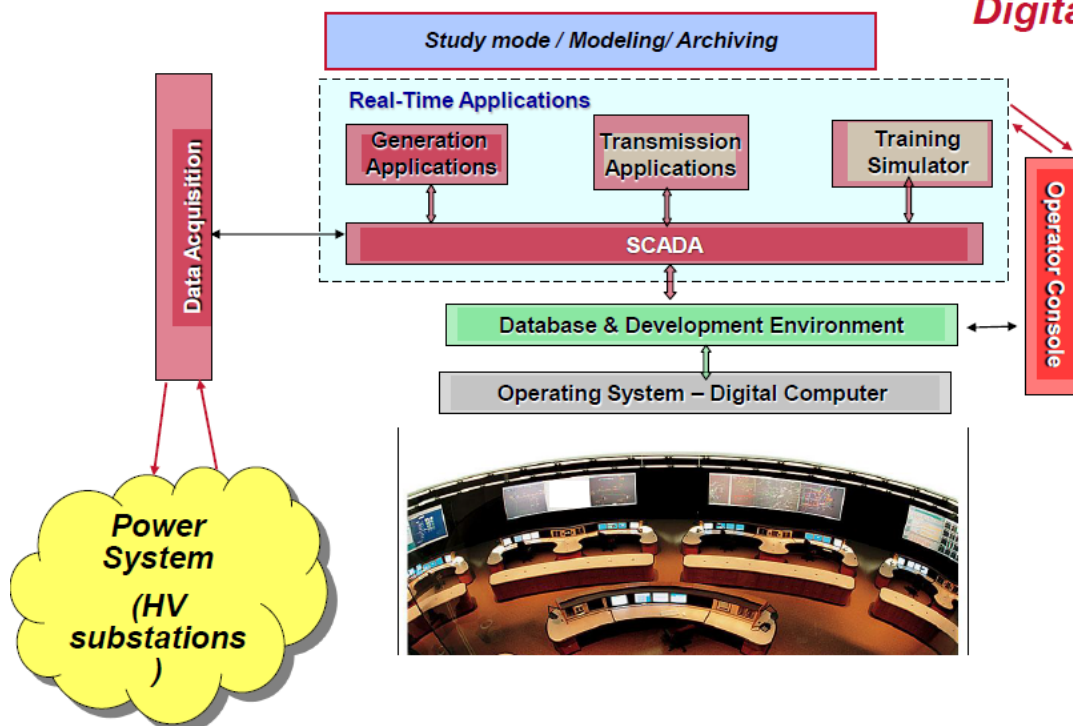 Digita
Study mode / Modeling/ Archiving
Real-Time Applications
Generation
Applications
Transmission
Applications
Training
Simulator
SCADA
Data Acquisition
Operator Console
Database & Development Environment
Operating System – Digital Computer
Power
System
(HV
substations
)